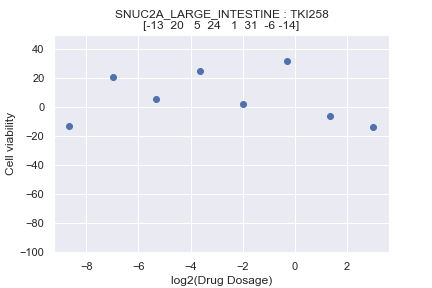 SNUC2A_LARGE_INTESTINE : TKI258
[-13  20   5  24   1  31  -6 -14]
40
20
0
−20
−40
−60
−80
−100
Cell viability
−8 −6 −4 −2 0 2
log2(Drug Dosage)